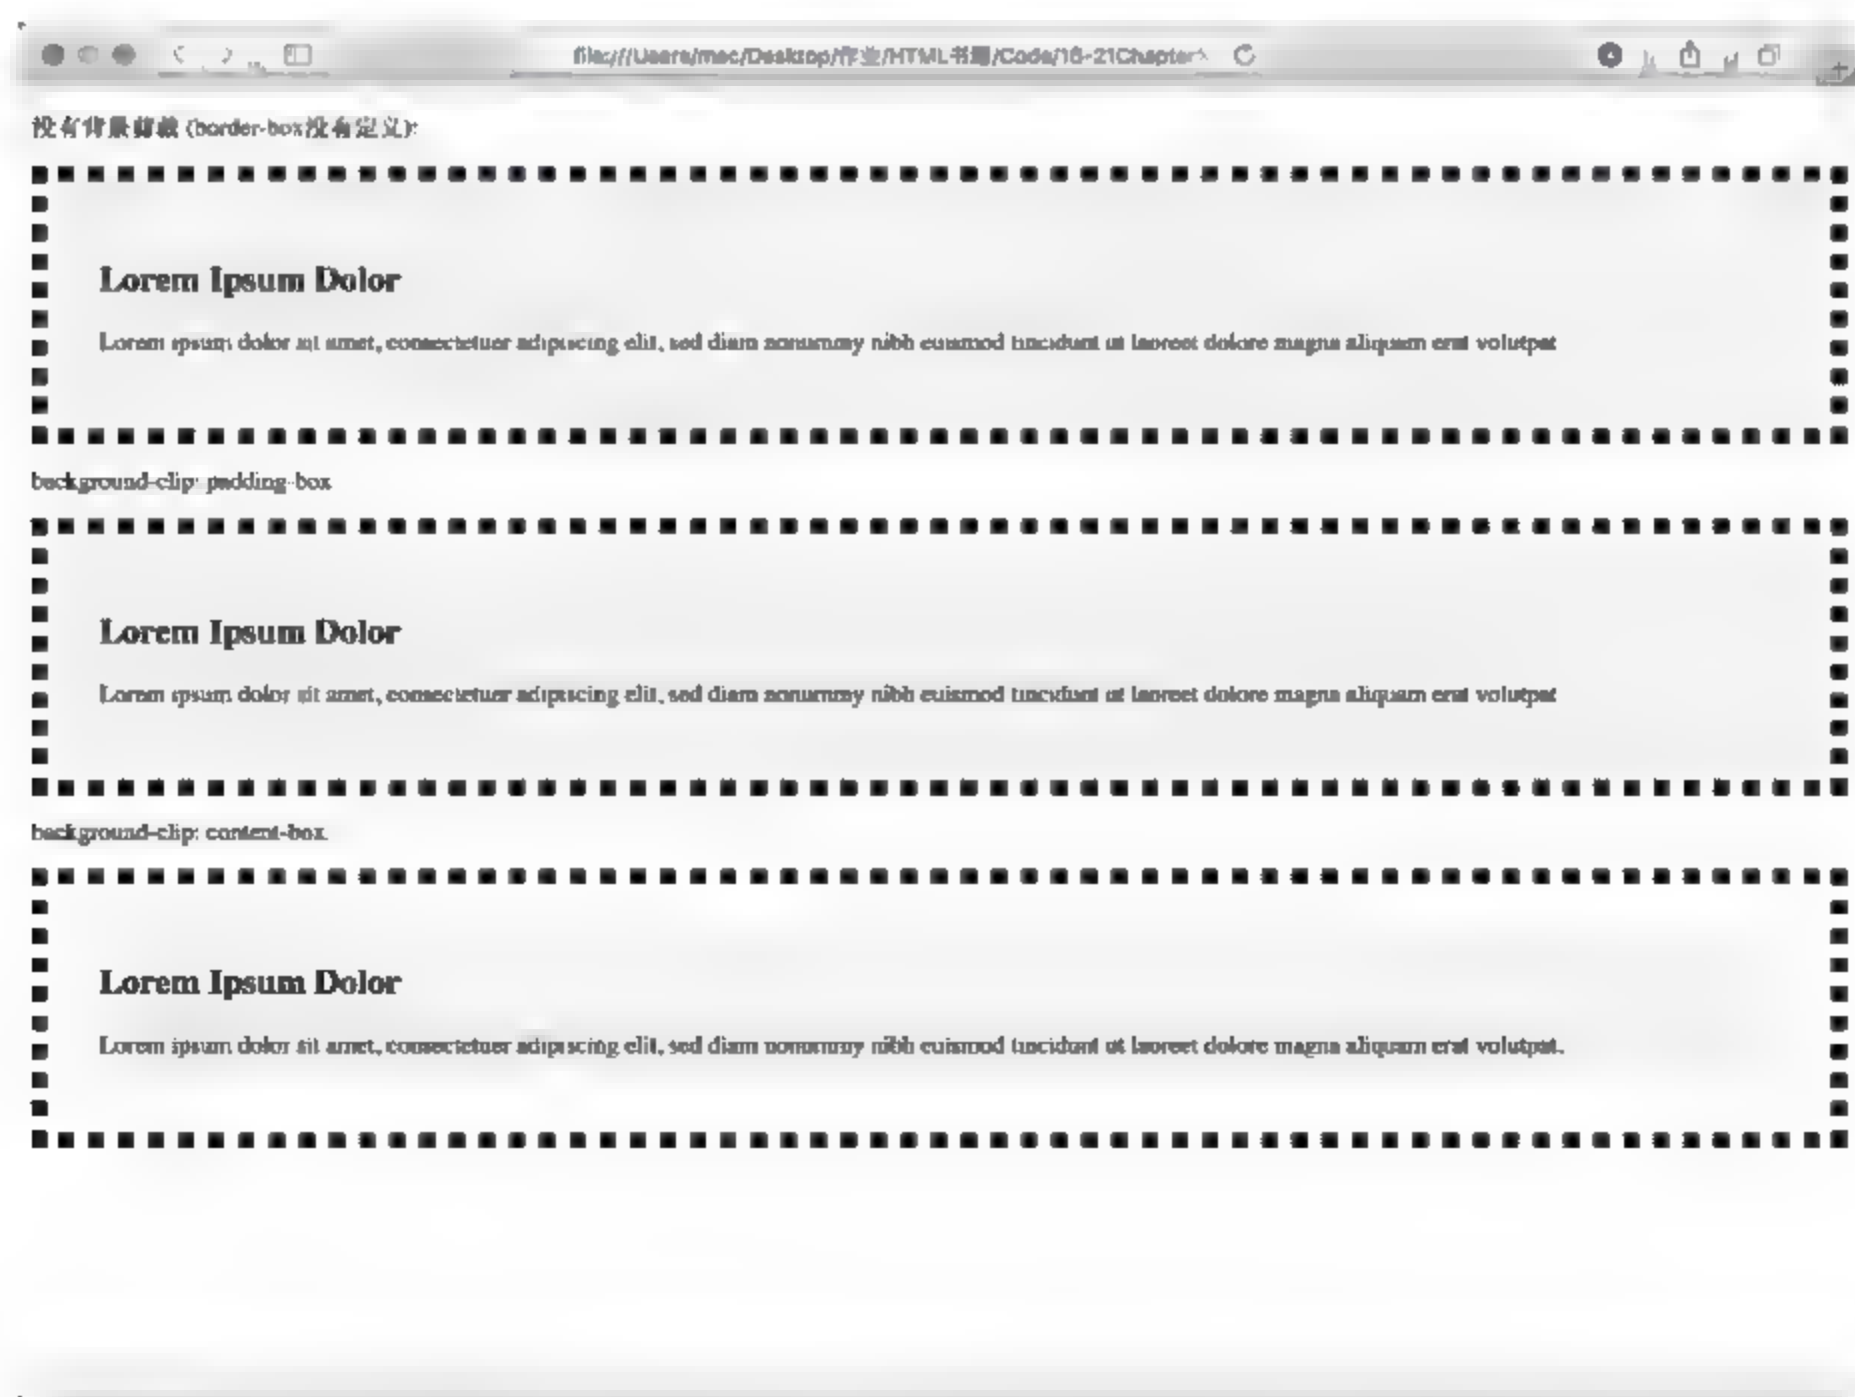 file:///Users/mac/Desktop/作业/HTML书籍/Code/16-21Chapter
没有背景剪裁 (border-box没有定义):
Lorem Ipsum Dolor
Lorem ipsum dolor sit amet, consectetuer adipiscing elit, sed diam nonummy nibh euismod tincidunt ut laoreet dolore magna aliquam erat volutpat
background-clip: padding-box
Lorem Ipsum Dolor
Lorem ipsum dolor sit amet, consectetuer adipiscing elit, sed diam nonummy nibh euismod tincidunt ut laoreet dolore magna aliquam erat volutpat
background-clip: content-box
Lorem Ipsum Dolor
Lorem ipsum dolor sit amet, consectetuer adipiscing elit, sed diam nonummy nibh euismod tincidunt ut laoreet dolore magna aliquam erat volutpat.